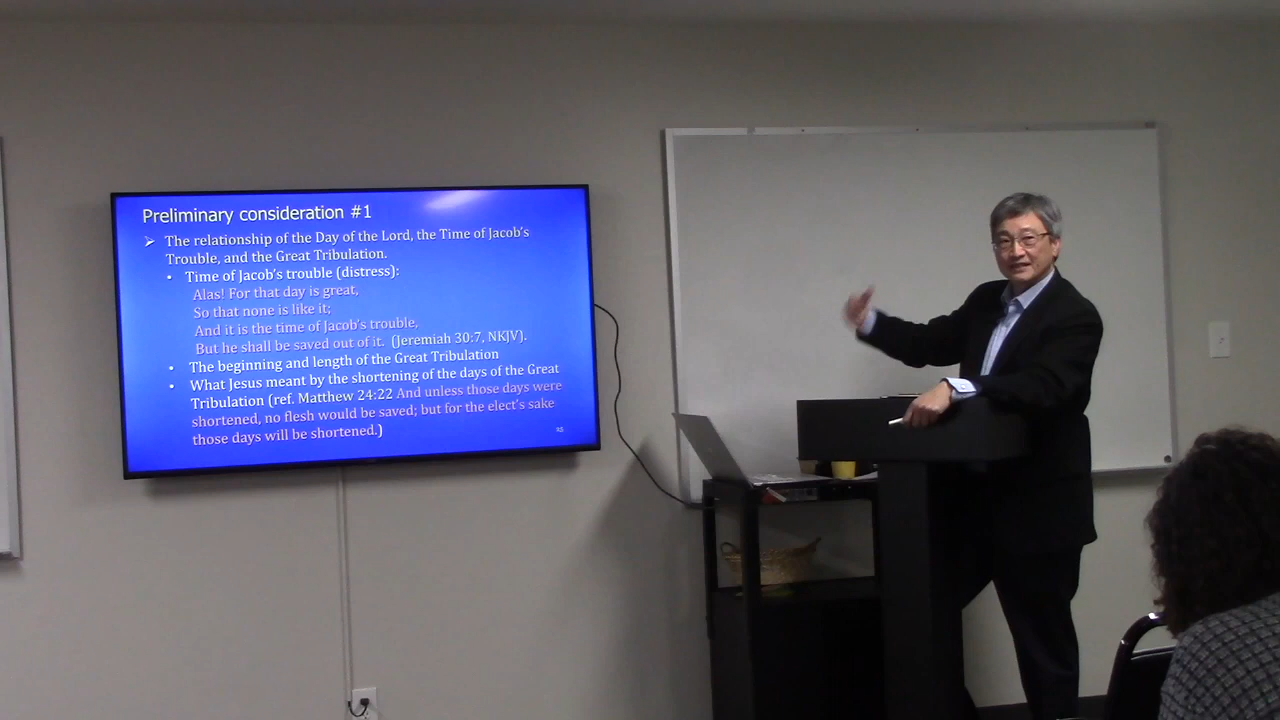 Preliminary consideration #1
➢ The relationship of the Day of the Lord, the Time of Jacob's
Trouble, and the Great Tribulation.
• Time of Jacob's trouble (distress):
Alas! For that day is great,
So that none is like it;
And it is the time of Jacob's trouble,
But he shall be saved out of it. (Jeremiah 30:7, NKJV).
• The beginning and length of the Great Tribulation
• What Jesus meant by the shortening of the days of the Great
Tribulation (ref. Matthew 24:22 And unless those days were
shortened, no flesh would be saved; but for the elect's sake
those days will be shortened.)